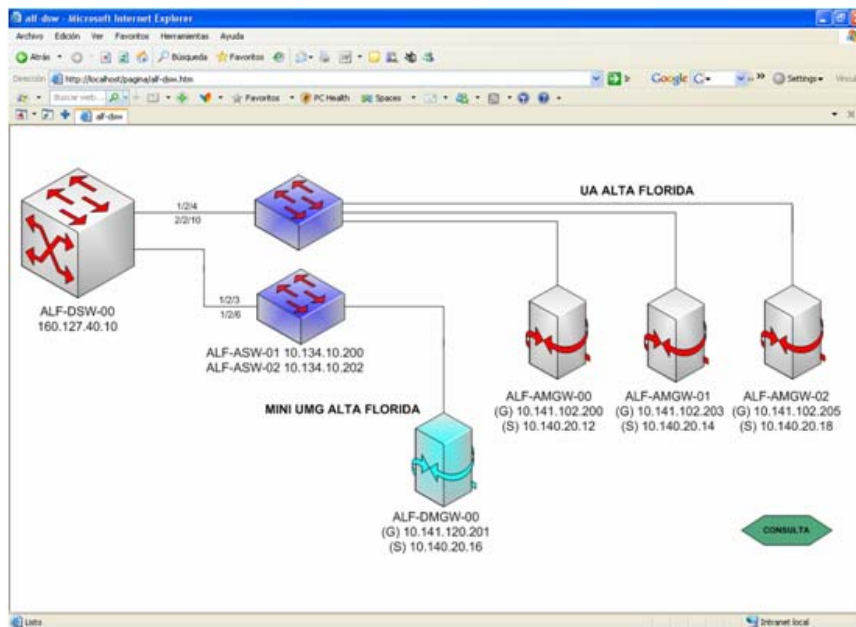 alf-dsw - Microsoft Internet Explorer
Archivo Edición Ver Favoritos Herramientas Ayuda
Atrás Búsqueda Favoritos
Dirección http://localhost/pagina/alf-dsw.htm Google G Settings
Buscar web... Favoritos PC Health Spaces
alf-dsw
UA ALTA FLORIDA
1/2/4
2/2/10
ALF-DSW-00
160.127.40.10
1/2/3
1/2/6
ALF-ASW-01 10.134.10.200
ALF-ASW-02 10.134.10.202
ALF-AMGW-00
(G) 10.141.102.200
(S) 10.140.20.12
ALF-AMGW-01
(G) 10.141.102.203
(S) 10.140.20.14
ALF-AMGW-02
(G) 10.141.102.205
(S) 10.140.20.18
MINI UMG ALTA FLORIDA
ALF-DMGW-00
(G) 10.141.120.201
(S) 10.140.20.16
CONSULTA
Listo Intranet local